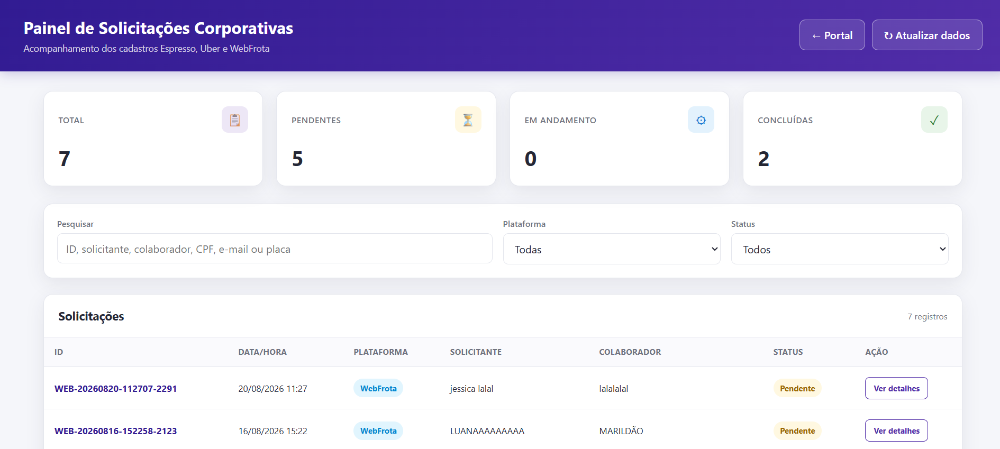 Painel de Solicitações Corporativas
Acompanhamento dos cadastros Espresso, Uber e WebFrota
← Portal
↻ Atualizar dados
TOTAL
7
PENDENTES
5
EM ANDAMENTO
0
CONCLUÍDAS
2
Pesquisar
ID, solicitante, colaborador, CPF, e-mail ou placa
Plataforma
Todas
Status
Todos
Solicitações
7 registros
ID DATA/HORA PLATAFORMA SOLICITANTE COLABORADOR STATUS AÇÃO
WEB-20260820-112707-2291 20/08/2026 11:27 WebFrota jessica lalal lalalalal Pendente Ver detalhes
WEB-20260816-152258-2123 16/08/2026 15:22 WebFrota LUANAAAAAAAAA MARILDÃO Pendente Ver detalhes